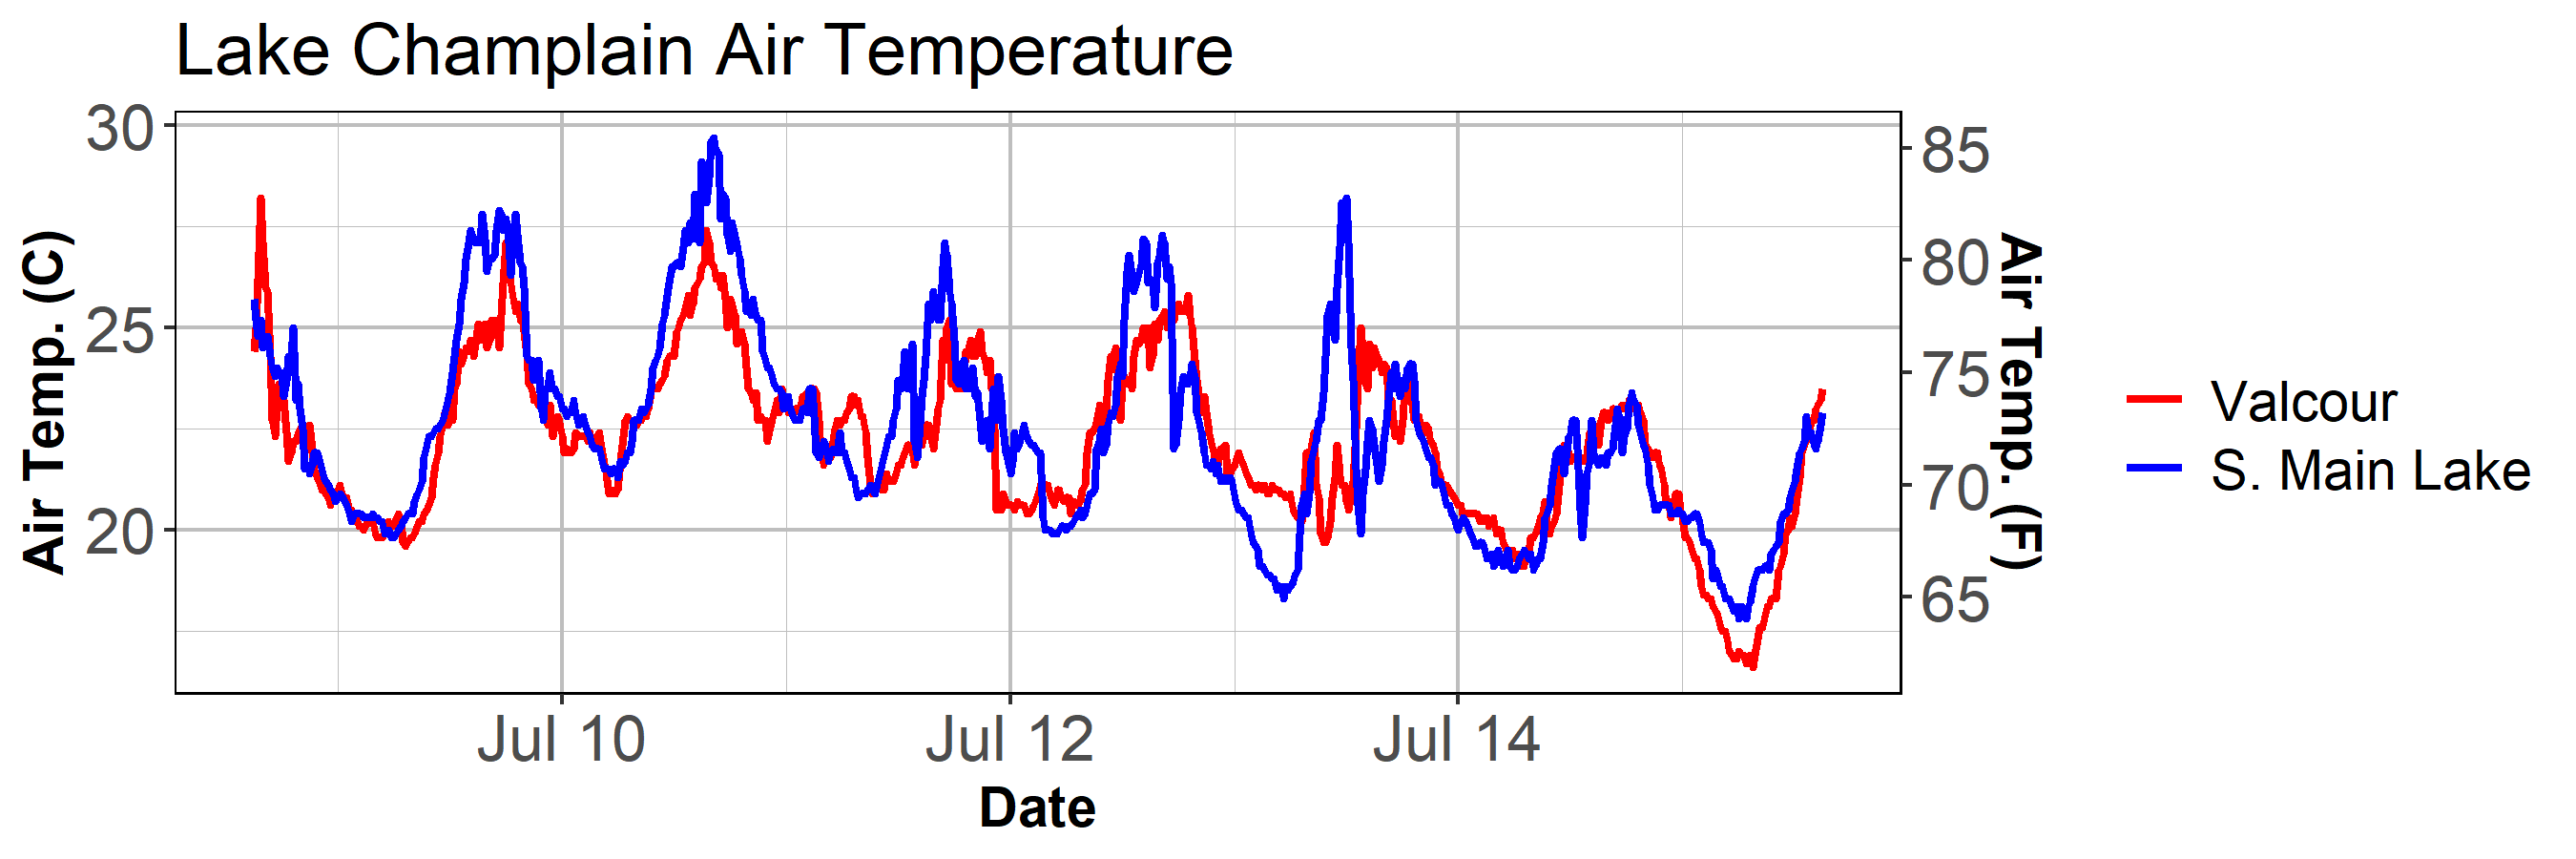 Lake Champlain Air Temperature
30
25
20
Air Temp. (C)
85
80
75
70
65
Air Temp. (F)
Jul 10
Jul 12
Jul 14
Date
Valcour
S. Main Lake